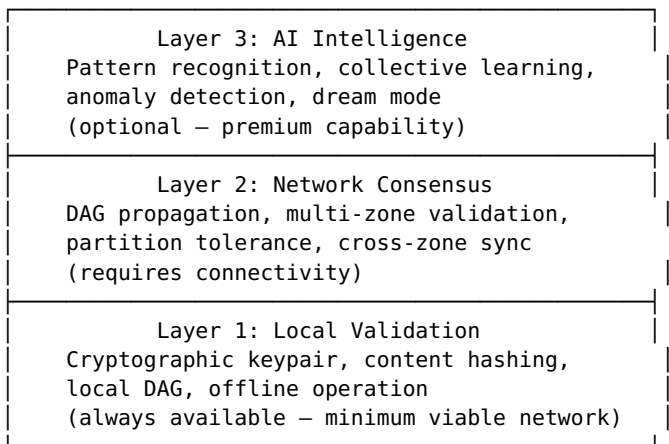 Layer 3: AI Intelligence
Pattern recognition, collective learning,
anomaly detection, dream mode
(optional — premium capability)
Layer 2: Network Consensus
DAG propagation, multi-zone validation,
partition tolerance, cross-zone sync
(requires connectivity)
Layer 1: Local Validation
Cryptographic keypair, content hashing,
local DAG, offline operation
(always available — minimum viable network)